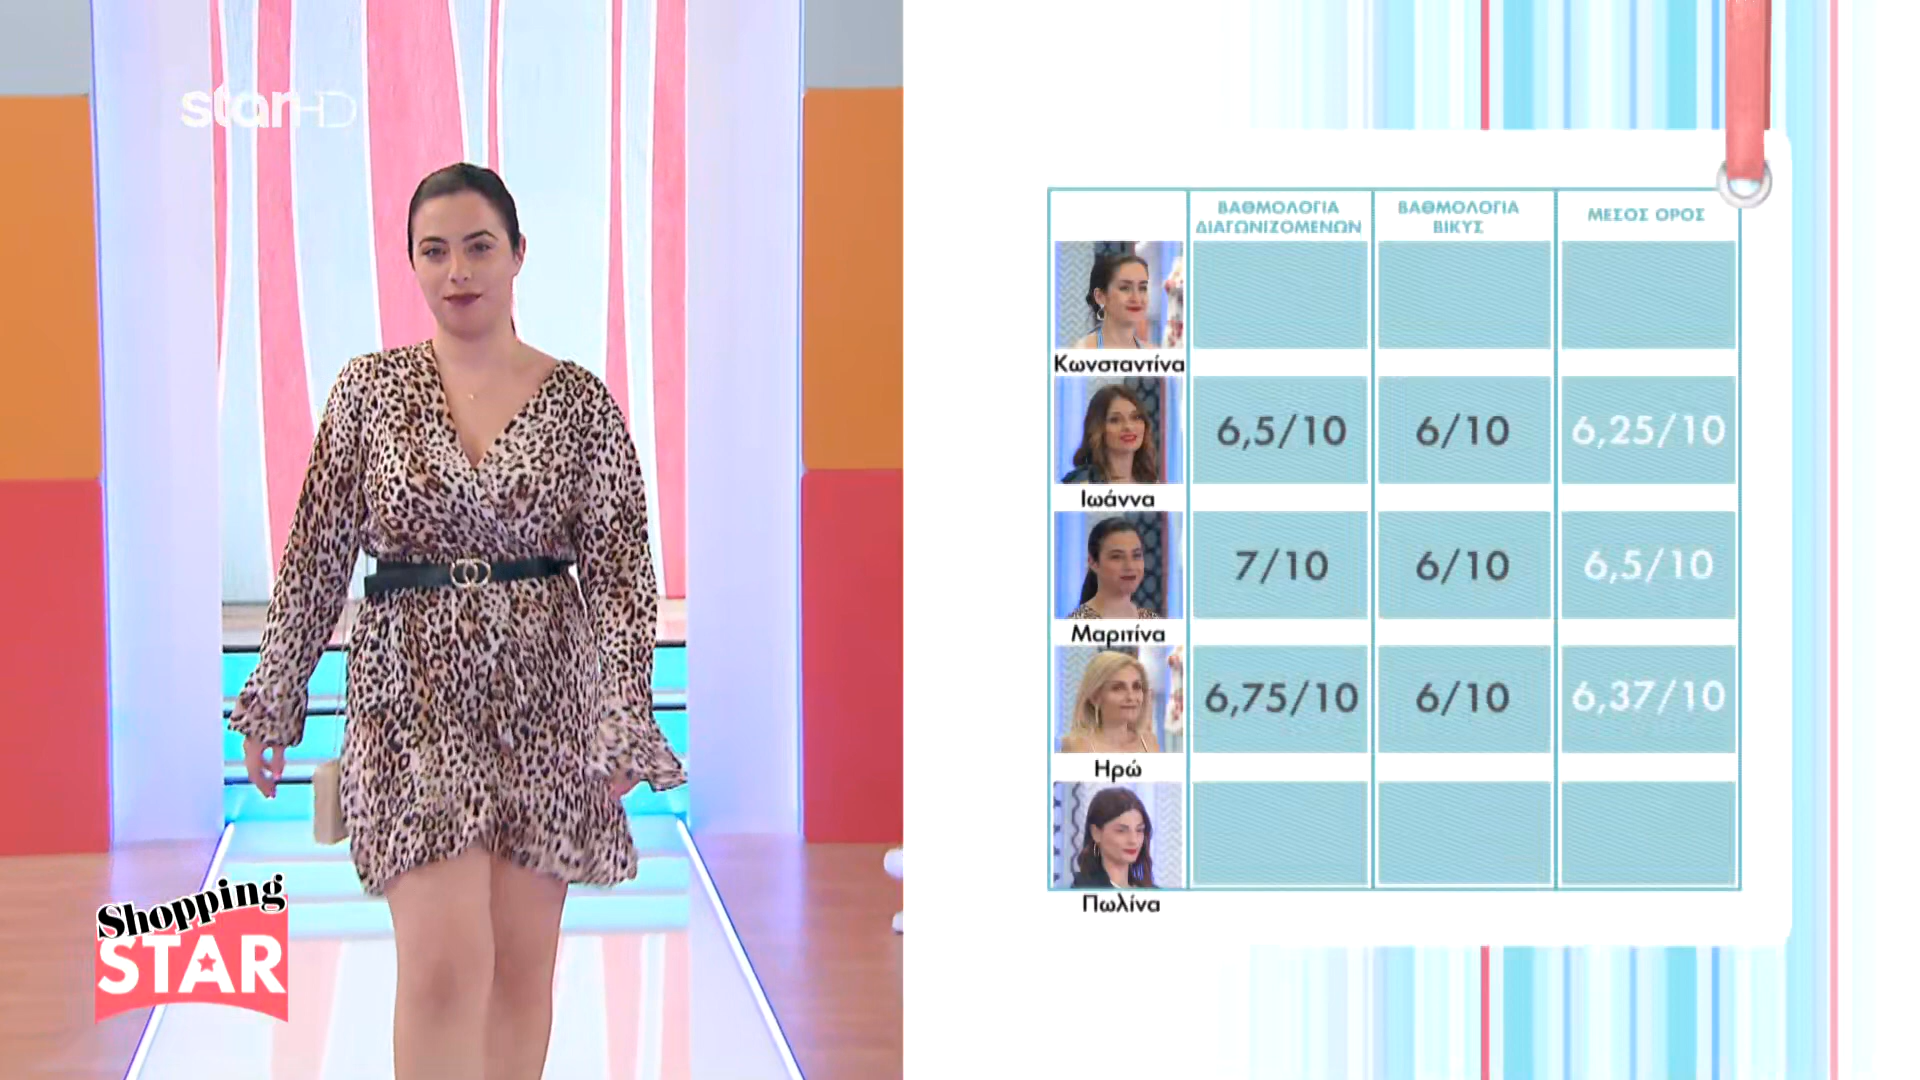 starHD
Shopping
STAR
ΒΑΘΜΟΛΟΓΙΑ
ΔΙΑΓΩΝΙΖΟΜΕΝΩΝ
ΒΑΘΜΟΛΟΓΙΑ
ΒΙΚΥΣ
ΜΕΣΟΣ ΟΡΟΣ
Κωνσταντίνα
6,5/10 6/10 6,25/10
Ιωάννα
7/10 6/10 6,5/10
Μαριτίνα
6,75/10 6/10 6,37/10
Ηρώ
Πωλίνα